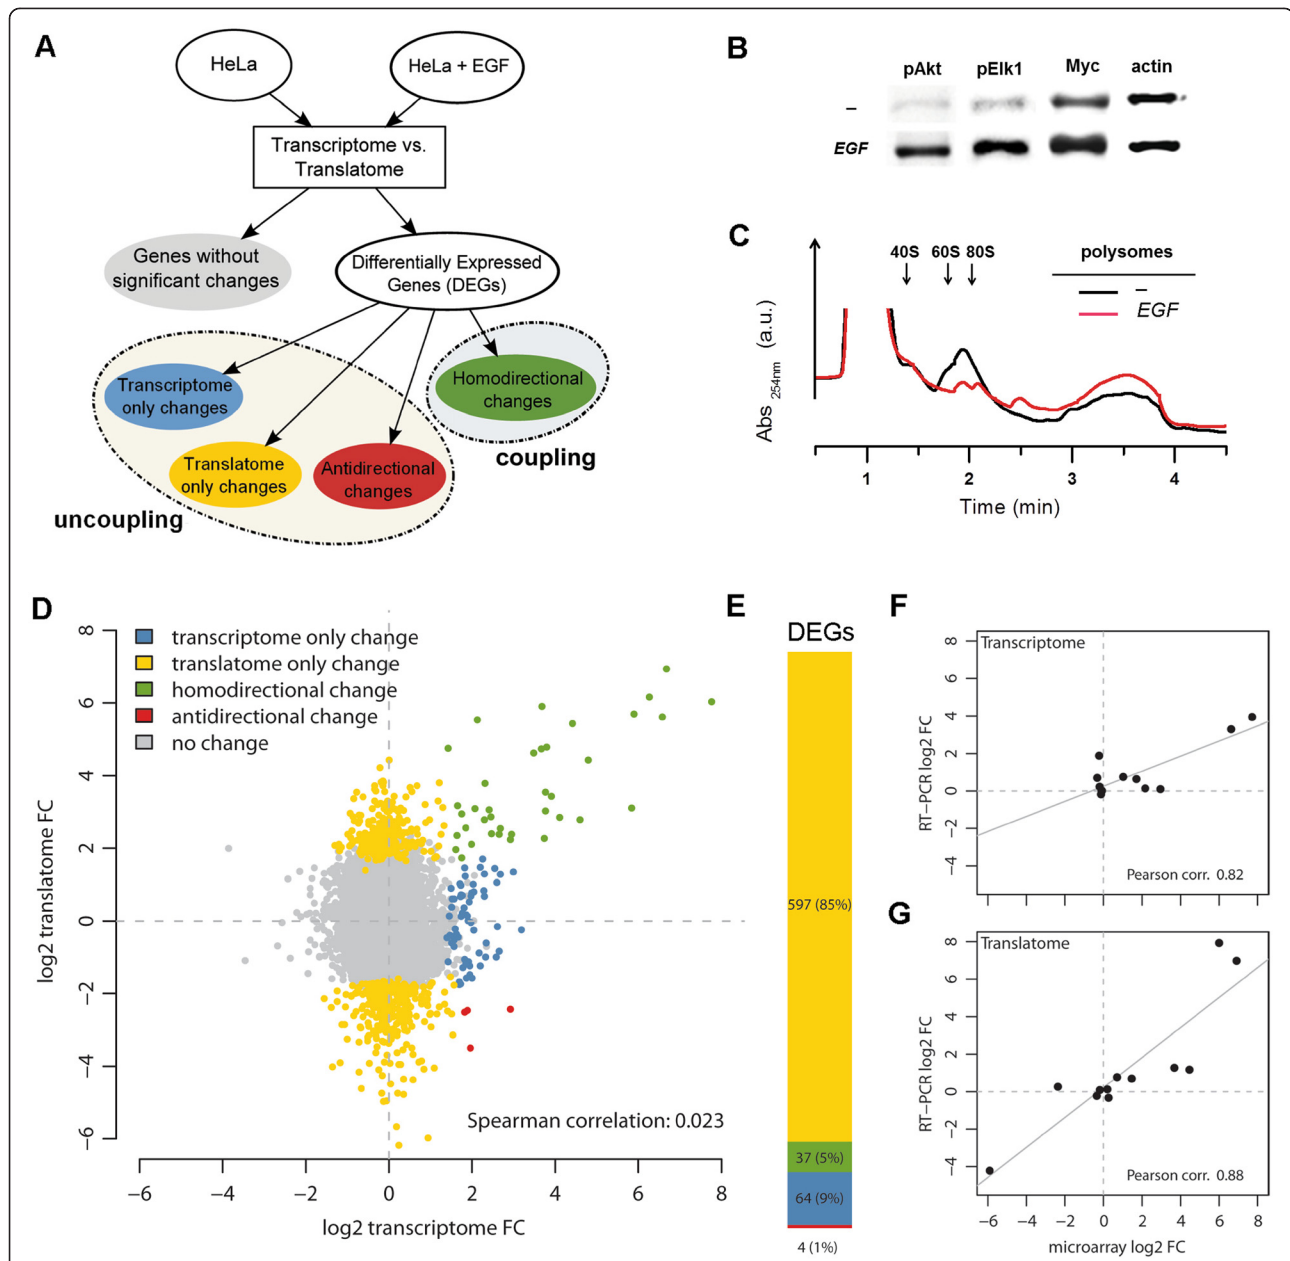 A
HeLa
HeLa + EGF
Transcriptome vs.
Translatome
Genes without
significant changes
Differentially Expressed
Genes (DEGs)
Transcriptome
only changes
Homodirectional
changes
Translatome
only changes
Antidirectional
changes
coupling
uncoupling
B
pAkt pElk1 Myc actin
–
EGF
C
40S 60S 80S polysomes
–
EGF
Abs 254nm (a.u.)
1 2 3 4
Time (min)
D
transcriptome only change
translatome only change
homodirectional change
antidirectional change
no change
8
6
4
2
0
−2
−4
−6
log2 translatome FC
Spearman correlation: 0.023
−6 −4 −2 0 2 4 6 8
log2 transcriptome FC
E
DEGs
597 (85%)
37 (5%)
64 (9%)
4 (1%)
F
Transcriptome
8
6
4
2
0
−2
−4
RT−PCR log2 FC
Pearson corr. 0.82
G
Translatome
8
6
4
2
0
−2
−4
RT−PCR log2 FC
Pearson corr. 0.88
−6 −4 −2 0 2 4 6 8
microarray log2 FC